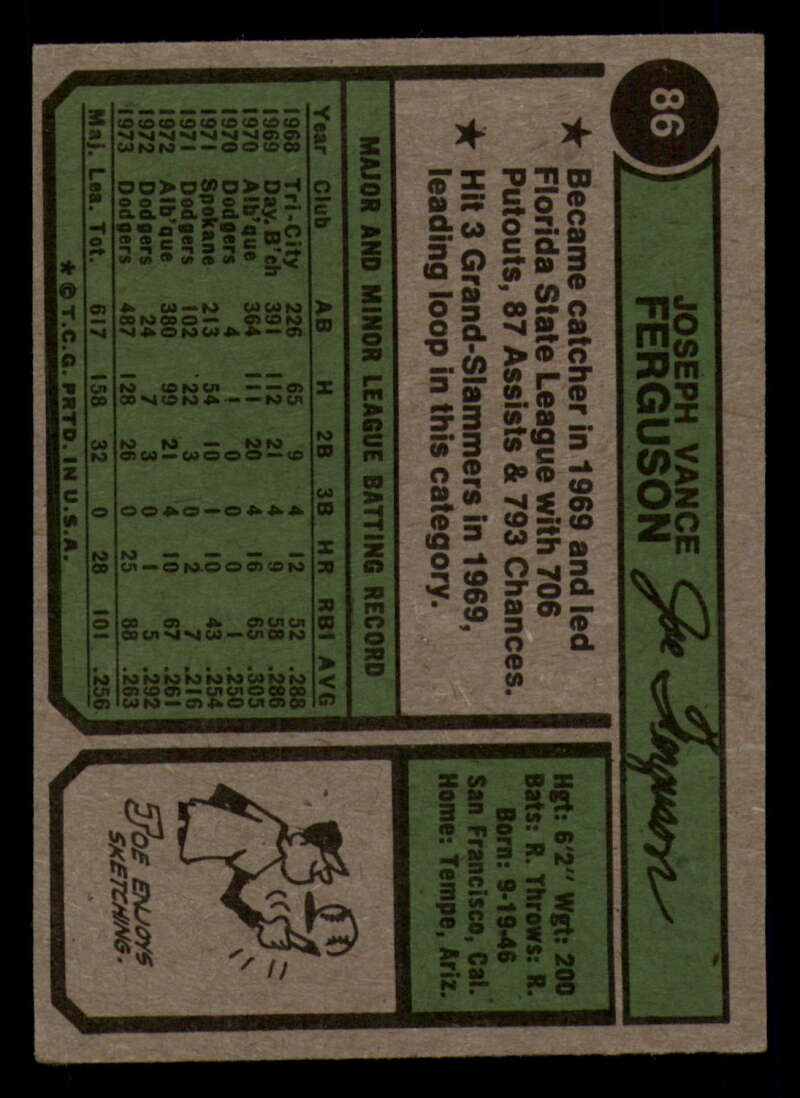 86
JOSEPH VANCE
FERGUSON
Joe Ferguson
★ Became catcher in 1969 and led
Florida State League with 706
Putouts, 87 Assists & 793 Chances.
★ Hit 3 Grand-Slammers in 1969,
leading loop in this category.
MAJOR AND MINOR LEAGUE BATTING RECORD
Year Club AB H 2B 3B HR RBI AVG
1968 Tri-City 226 65 9 4 12 52 .288
1969 Day. B'ch 391 112 21 4 9 58 .286
1970 Alb'que 364 111 20 4 16 65 .305
1970 Dodgers 4 1 0 0 0 1 .250
1971 Spokane 213 54 10 1 10 43 .254
1971 Dodgers 102 22 3 0 2 7 .216
1972 Alb'que 380 99 21 4 10 67 .261
1972 Dodgers 24 7 3 0 1 5 .292
1973 Dodgers 487 128 26 0 25 88 .263
Maj. Lea. Tot. 617 158 32 0 28 101 .256
* © T.C.G. PRTD. IN U.S.A.
Hgt: 6'2" Wgt: 200
Bats: R. Throws: R.
Born: 9-19-46
San Francisco, Cal.
Home: Tempe, Ariz.
JOE ENJOYS
SKETCHING.